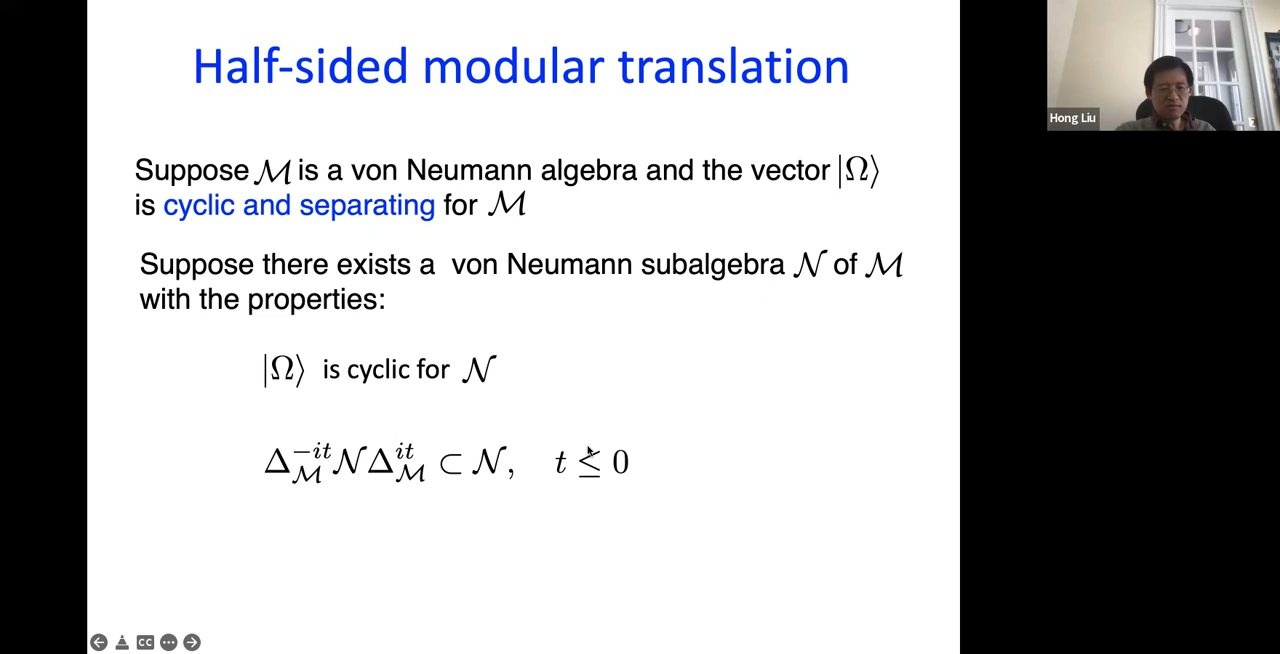 Half-sided modular translation
Suppose ℳ is a von Neumann algebra and the vector |Ω⟩
is cyclic and separating for ℳ
Suppose there exists a von Neumann subalgebra 𝒩 of ℳ
with the properties:
|Ω⟩ is cyclic for 𝒩
Δ_ℳ^{-it} 𝒩 Δ_ℳ^{it} ⊂ 𝒩, t ≤ 0
Hong Liu
CC